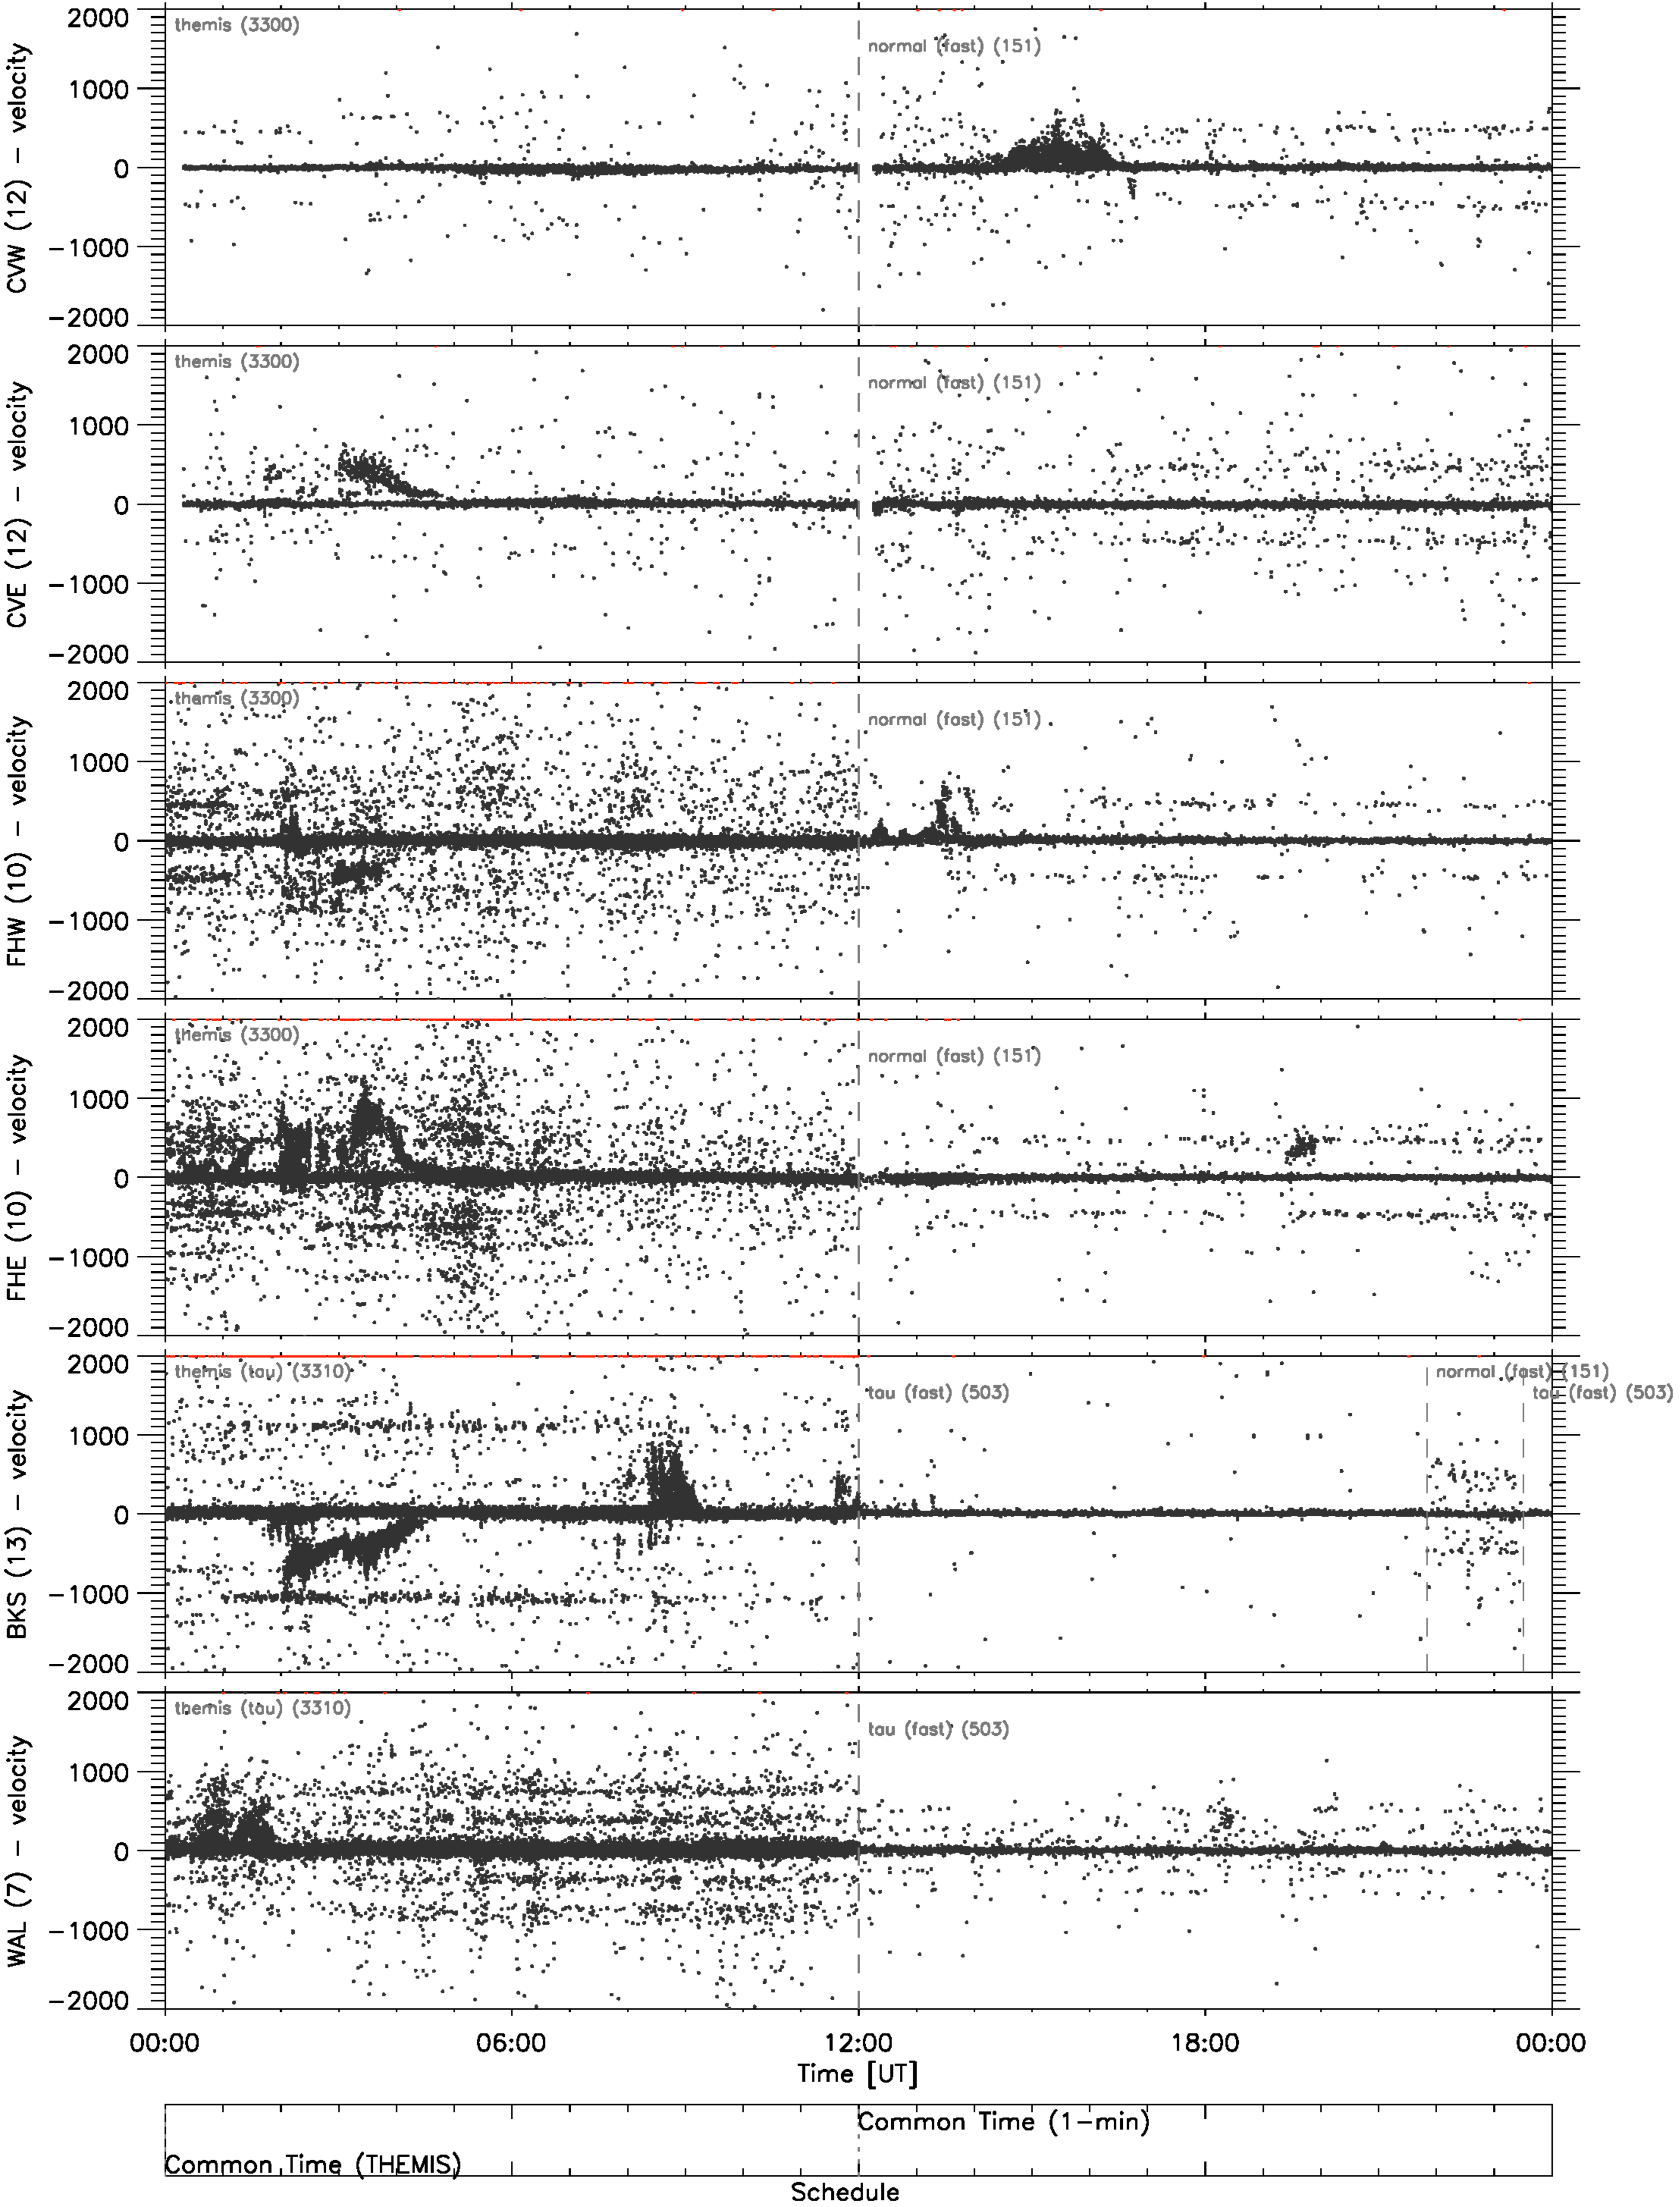 2000
themis (3300)
normal (fast) (151)
1000
0
−1000
−2000
CVW (12) − velocity
2000
themis (3300)
normal (fast) (151)
1000
0
−1000
−2000
CVE (12) − velocity
2000
themis (3300)
normal (fast) (151)
1000
0
−1000
−2000
FHW (10) − velocity
2000
themis (3300)
normal (fast) (151)
1000
0
−1000
−2000
FHE (10) − velocity
2000
themis (tau) (3310)
normal (fast) (151)
tau (fast) (503)
tau (fast) (503)
1000
0
−1000
−2000
BKS (13) − velocity
2000
themis (tau) (3310)
tau (fast) (503)
1000
0
−1000
−2000
WAL (7) − velocity
00:00 06:00 12:00 18:00 00:00
Time [UT]
Common Time (1−min)
Common Time (THEMIS)
Schedule